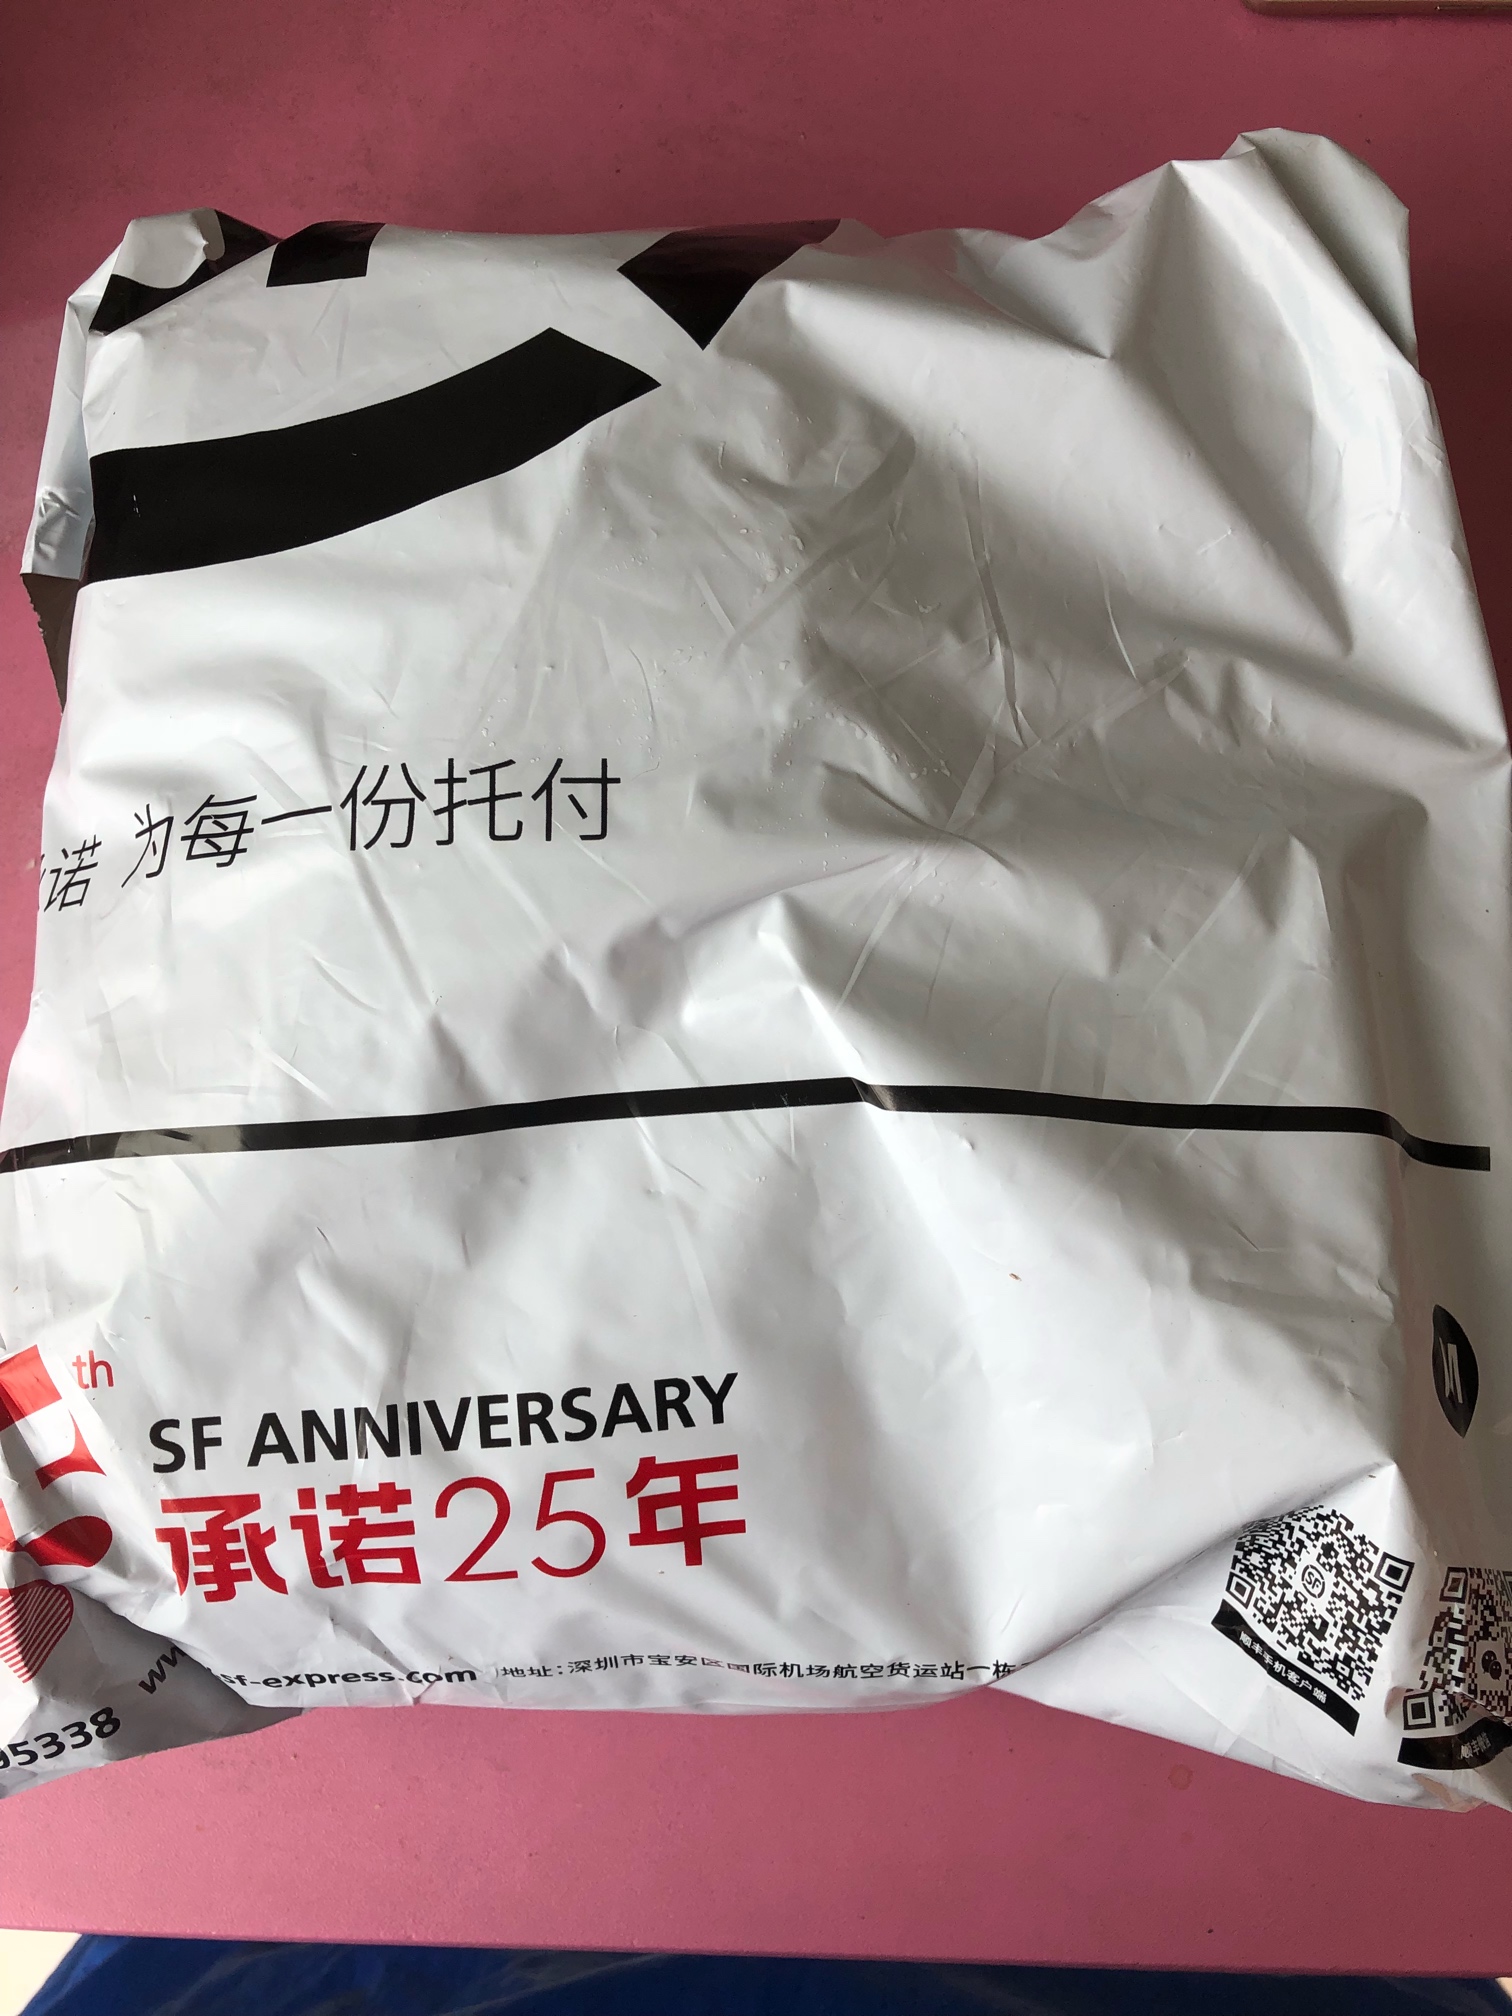 诺 为每一份托付
th
SF ANNIVERSARY
承诺25年
sf-express.com 地址:深圳市宝安区国际机场航空货运站一栋
95338
SF
顺丰手机客户端